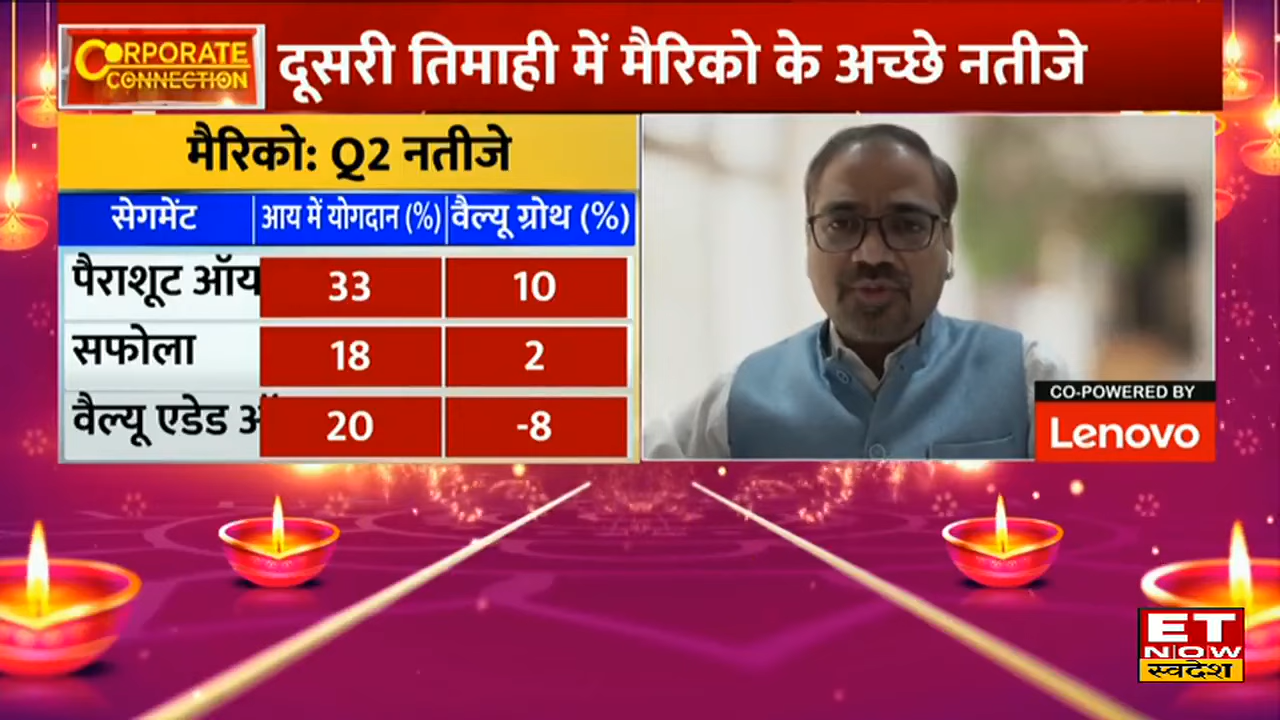 CORPORATE
CONNECTION
दूसरी तिमाही में मैरिको के अच्छे नतीजे
मैरिको: Q2 नतीजे
सेगमेंट आय में योगदान (%) वैल्यू ग्रोथ (%)
पैराशूट ऑय 33 10
सफोला 18 2
वैल्यू एडेड 20 -8
CO-POWERED BY
Lenovo
ET
NOW
स्वदेश